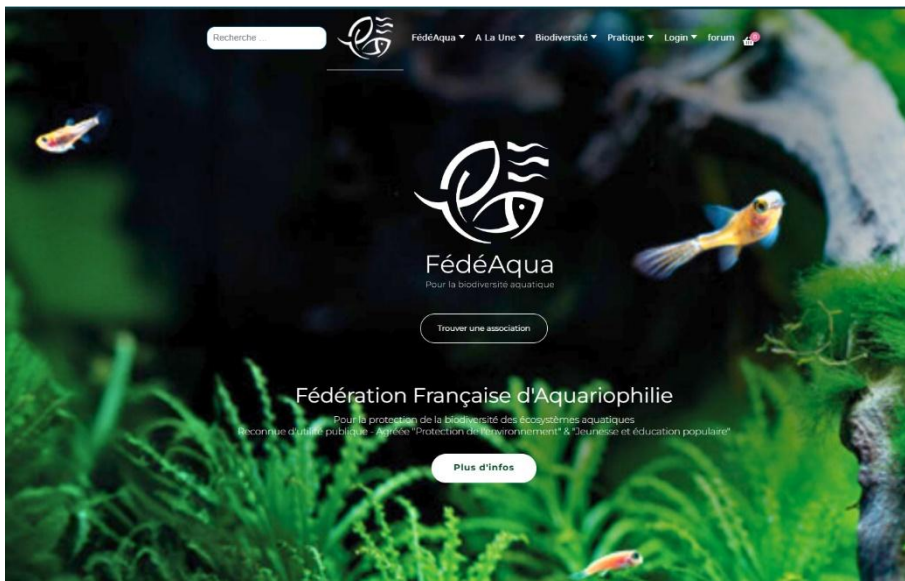 Recherche ...
FédéAqua
A La Une
Biodiversité
Pratique
Login
forum
0
FédéAqua
Pour la biodiversité aquatique
Trouver une association
Fédération Française d'Aquariophilie
Pour la protection de la biodiversité des écosystèmes aquatiques
Reconnue d'utilité publique - Agréée "Protection de l'environnement" & "Jeunesse et éducation populaire"
Plus d'infos